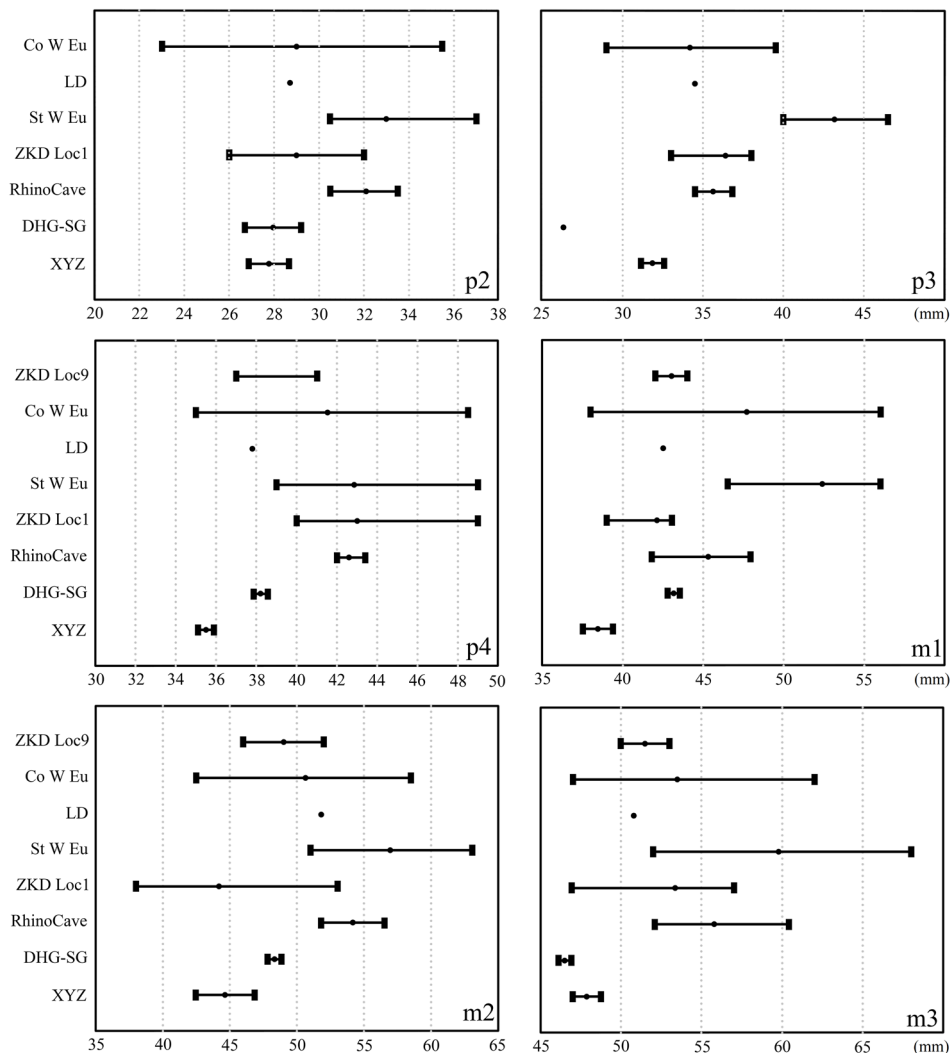 Co W Eu
LD
St W Eu
ZKD Loc1
RhinoCave
DHG-SG
XYZ
p2
20 22 24 26 28 30 32 34 36 38
p3
25 30 35 40 (mm)
ZKD Loc9
Co W Eu
LD
St W Eu
ZKD Loc1
RhinoCave
DHG-SG
XYZ
p4
30 32 34 36 38 40 42 44 46 48 50
m1
35 40 45 50 55 (mm)
ZKD Loc9
Co W Eu
LD
St W Eu
ZKD Loc1
RhinoCave
DHG-SG
XYZ
m2
35 40 45 50 55 60 65
m3
45 50 55 60 65 (mm)